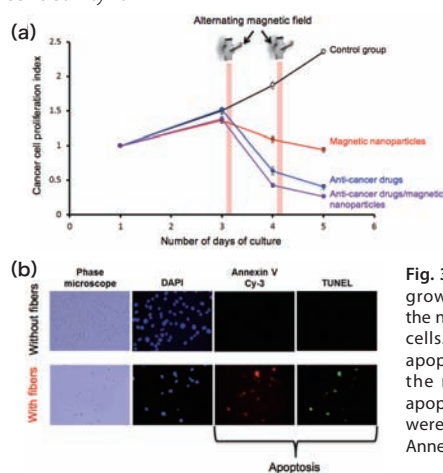 (a)
Alternating magnetic field
Cancer cell proliferation index
2.5
2
1.5
1
0.5
0
0 1 2 3 4 5 6
Number of days of culture
Control group
Magnetic nanoparticles
Anti-cancer drugs
Anti-cancer drugs/magnetic
nanoparticles
(b)
Phase
microscope
DAPI
Annexin V
Cy-3
TUNEL
Without fibers
With fibers
Apoptosis
Fig. 3
grow
the n
cells.
apop
the
apop
were
Anne